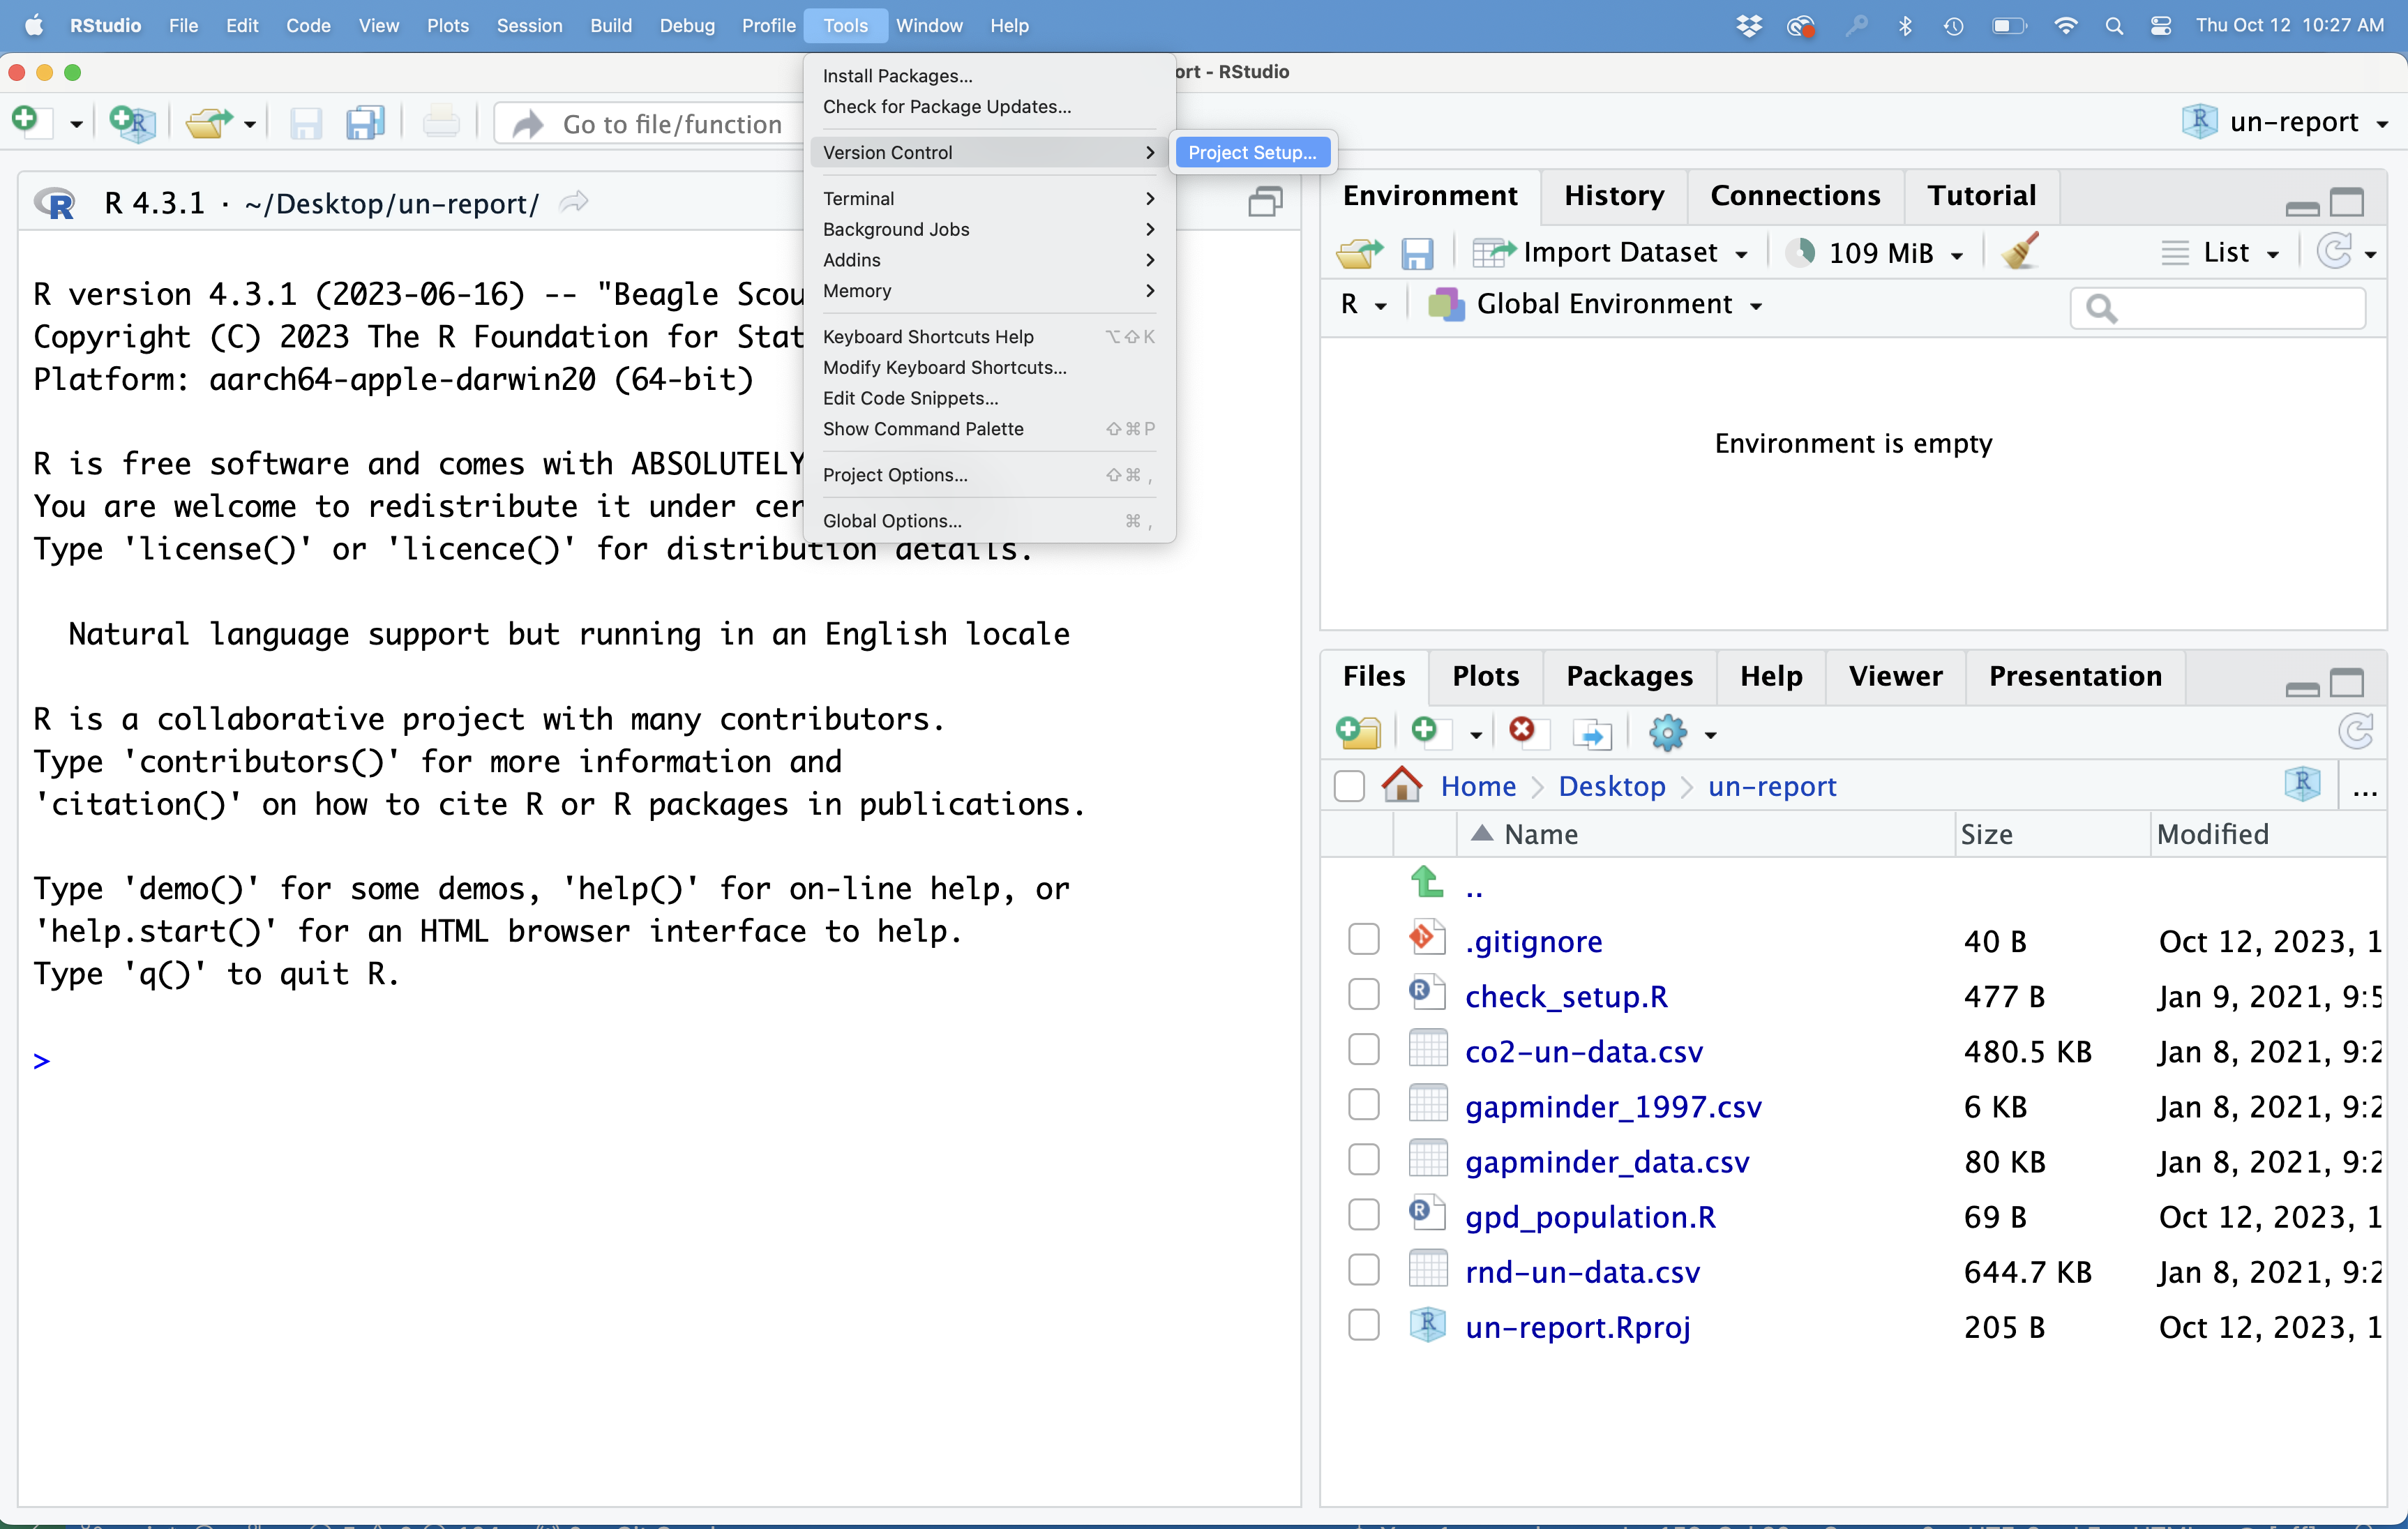 RStudio File Edit Code View Plots Session Build Debug Profile Tools Window Help Thu Oct 12 10:27 AM
ort - RStudio
Go to file/function
un-report
Install Packages...
Check for Package Updates...
Version Control
Project Setup...
Terminal
Background Jobs
Addins
Memory
Keyboard Shortcuts Help ⌥⇧K
Modify Keyboard Shortcuts...
Edit Code Snippets...
Show Command Palette ⇧⌘P
Project Options... ⇧⌘,
Global Options... ⌘,
R 4.3.1 · ~/Desktop/un-report/
R version 4.3.1 (2023-06-16) -- "Beagle Scou
Copyright (C) 2023 The R Foundation for Stat
Platform: aarch64-apple-darwin20 (64-bit)
R is free software and comes with ABSOLUTELY
You are welcome to redistribute it under cer
Type 'license()' or 'licence()' for distribution details.
Natural language support but running in an English locale
R is a collaborative project with many contributors.
Type 'contributors()' for more information and
'citation()' on how to cite R or R packages in publications.
Type 'demo()' for some demos, 'help()' for on-line help, or
'help.start()' for an HTML browser interface to help.
Type 'q()' to quit R.
>
Environment History Connections Tutorial
Import Dataset 109 MiB List
R Global Environment
Environment is empty
Files Plots Packages Help Viewer Presentation
Home Desktop un-report ...
Name Size Modified
..
.gitignore 40 B Oct 12, 2023, 1
check_setup.R 477 B Jan 9, 2021, 9:5
co2-un-data.csv 480.5 KB Jan 8, 2021, 9:2
gapminder_1997.csv 6 KB Jan 8, 2021, 9:2
gapminder_data.csv 80 KB Jan 8, 2021, 9:2
gpd_population.R 69 B Oct 12, 2023, 1
rnd-un-data.csv 644.7 KB Jan 8, 2021, 9:2
un-report.Rproj 205 B Oct 12, 2023, 1